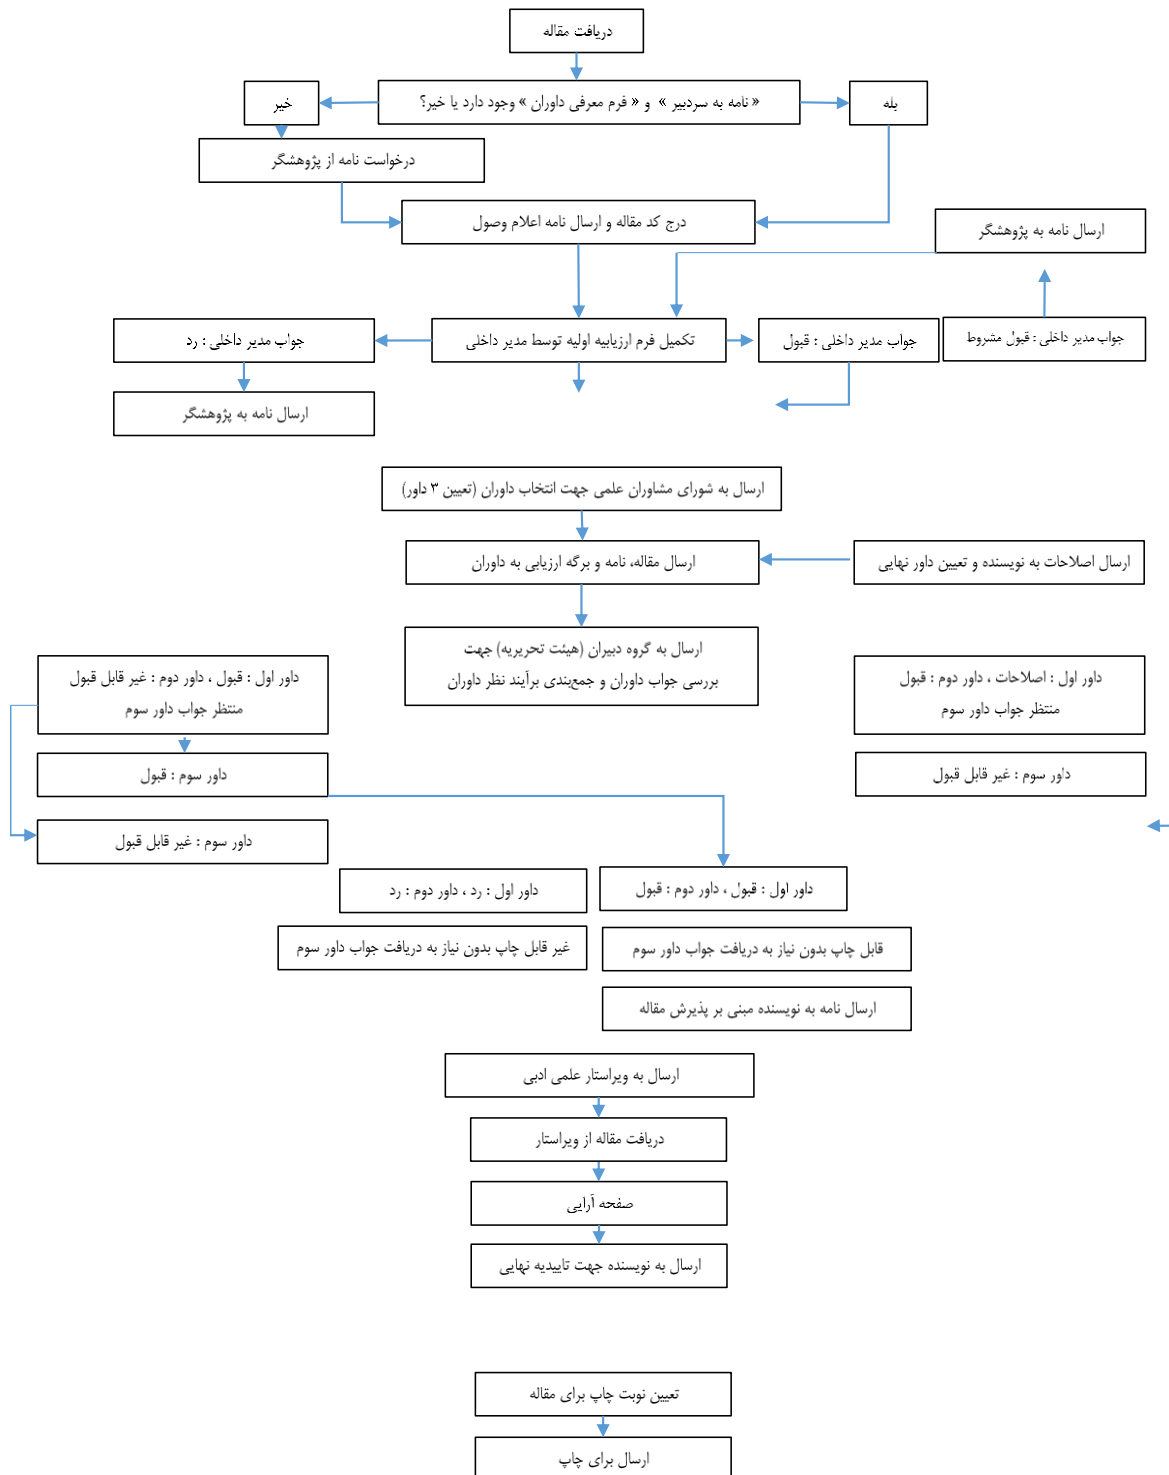 دریافت مقاله
بله
« نامه به سردبیر » و « فرم معرفی داوران » وجود دارد یا خیر؟
خیر
درخواست نامه از پژوهشگر
درج کد مقاله و ارسال نامه اعلام وصول
ارسال نامه به پژوهشگر
جواب مدیر داخلی : قبول مشروط
جواب مدیر داخلی : قبول
تکمیل فرم ارزیابیه اولیه توسط مدیر داخلی
جواب مدیر داخلی : رد
ارسال نامه به پژوهشگر
ارسال به شورای مشاوران علمی جهت انتخاب داوران (تعیین ۳ داور)
ارسال اصلاحات به نویسنده و تعیین داور نهایی
ارسال مقاله، نامه و برگه ارزیابی به داوران
ارسال به گروه دبیران (هیئت تحریریه) جهت
بررسی جواب داوران و جمع‌بندی برآیند نظر داوران
داور اول : اصلاحات ، داور دوم : قبول
منتظر جواب داور سوم
داور اول : قبول ، داور دوم : غیر قابل قبول
منتظر جواب داور سوم
داور سوم : غیر قابل قبول
داور سوم : قبول
داور سوم : غیر قابل قبول
داور اول : قبول ، داور دوم : قبول
داور اول : رد ، داور دوم : رد
قابل چاپ بدون نیاز به دریافت جواب داور سوم
غیر قابل چاپ بدون نیاز به دریافت جواب داور سوم
ارسال نامه به نویسنده مبنی بر پذیرش مقاله
ارسال به ویراستار علمی ادبی
دریافت مقاله از ویراستار
صفحه آرایی
ارسال به نویسنده جهت تاییدیه نهایی
تعیین نوبت چاپ برای مقاله
ارسال برای چاپ